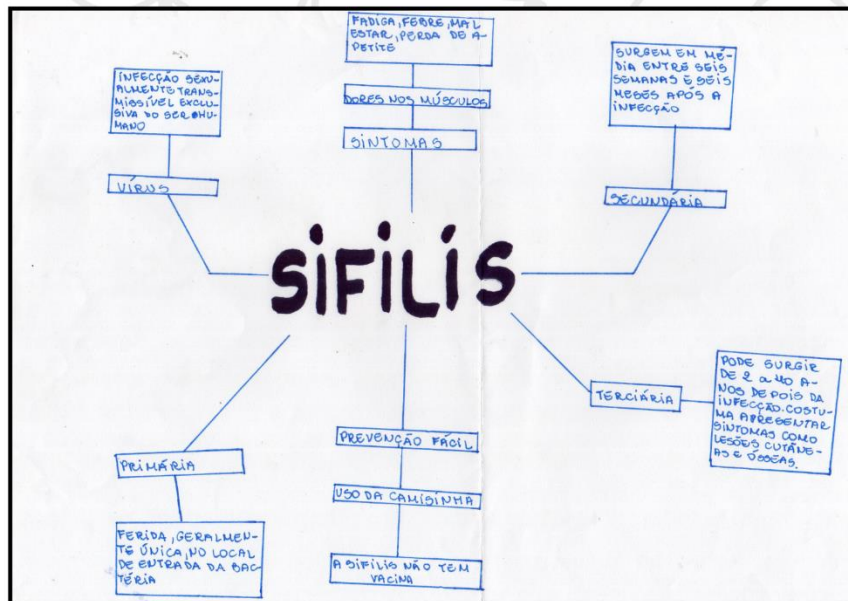 FADIGA, FEBRE, MAL
ESTAR, PERDA DE A-
PETITE
DORES NOS MÚSCULOS
SINTOMAS
INFECÇÃO SEXU-
ALMENTE TRANS-
MISSÍVEL EXCLU-
SIVA DO SER HU-
MANO
VÍRUS
SURGEM EM MÉ-
DIA ENTRE SEIS
SEMANAS E SEIS
MESES APÓS A
INFECÇÃO
SECUNDÁRIA
SIFILIS
TERCIÁRIA
PODE SURGIR
DE 2 a 40 A-
NOS DEPOIS DA
INFECÇÃO. COSTU-
MA APRESENTAR
SINTOMAS COMO
LESÕES CUTÂNE-
AS E ÓSSEAS.
PRIMÁRIA
FERIDA, GERALMEN-
TE ÚNICA, NO LOCAL
DE ENTRADA DA BAC-
TÉRIA
PREVENÇÃO FÁCIL
USO DA CAMISINHA
A SIFILIS NÃO TEM
VACINA